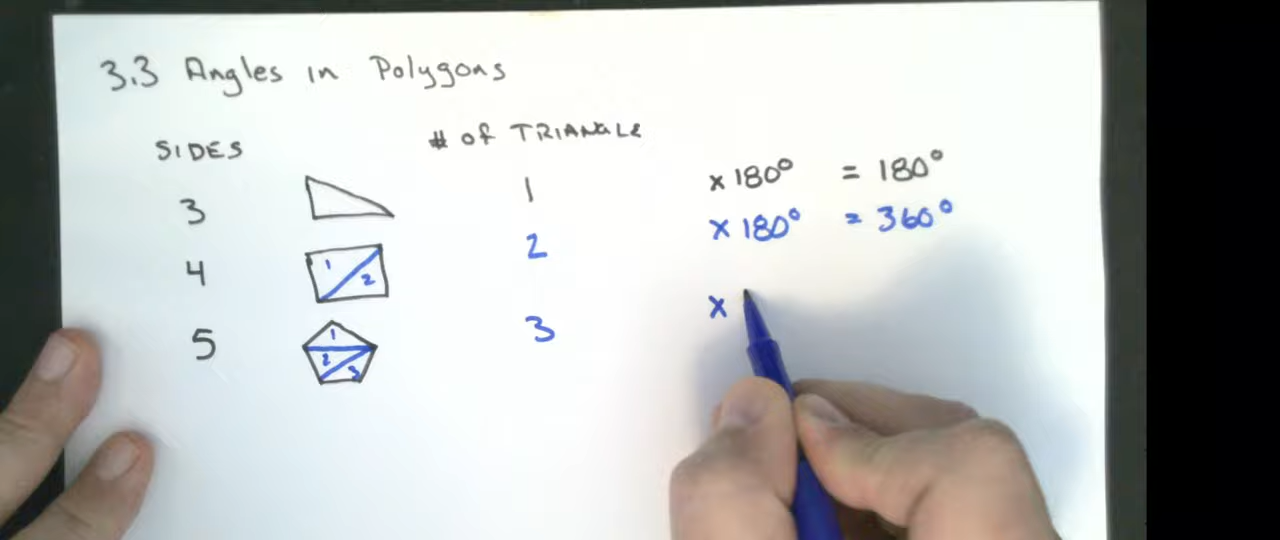 3.3 Angles in Polygons
SIDES # of TRIANGLE
3 1 x 180° = 180°
4 1 2 2 x 180° = 360°
5 1 2 3 3 x